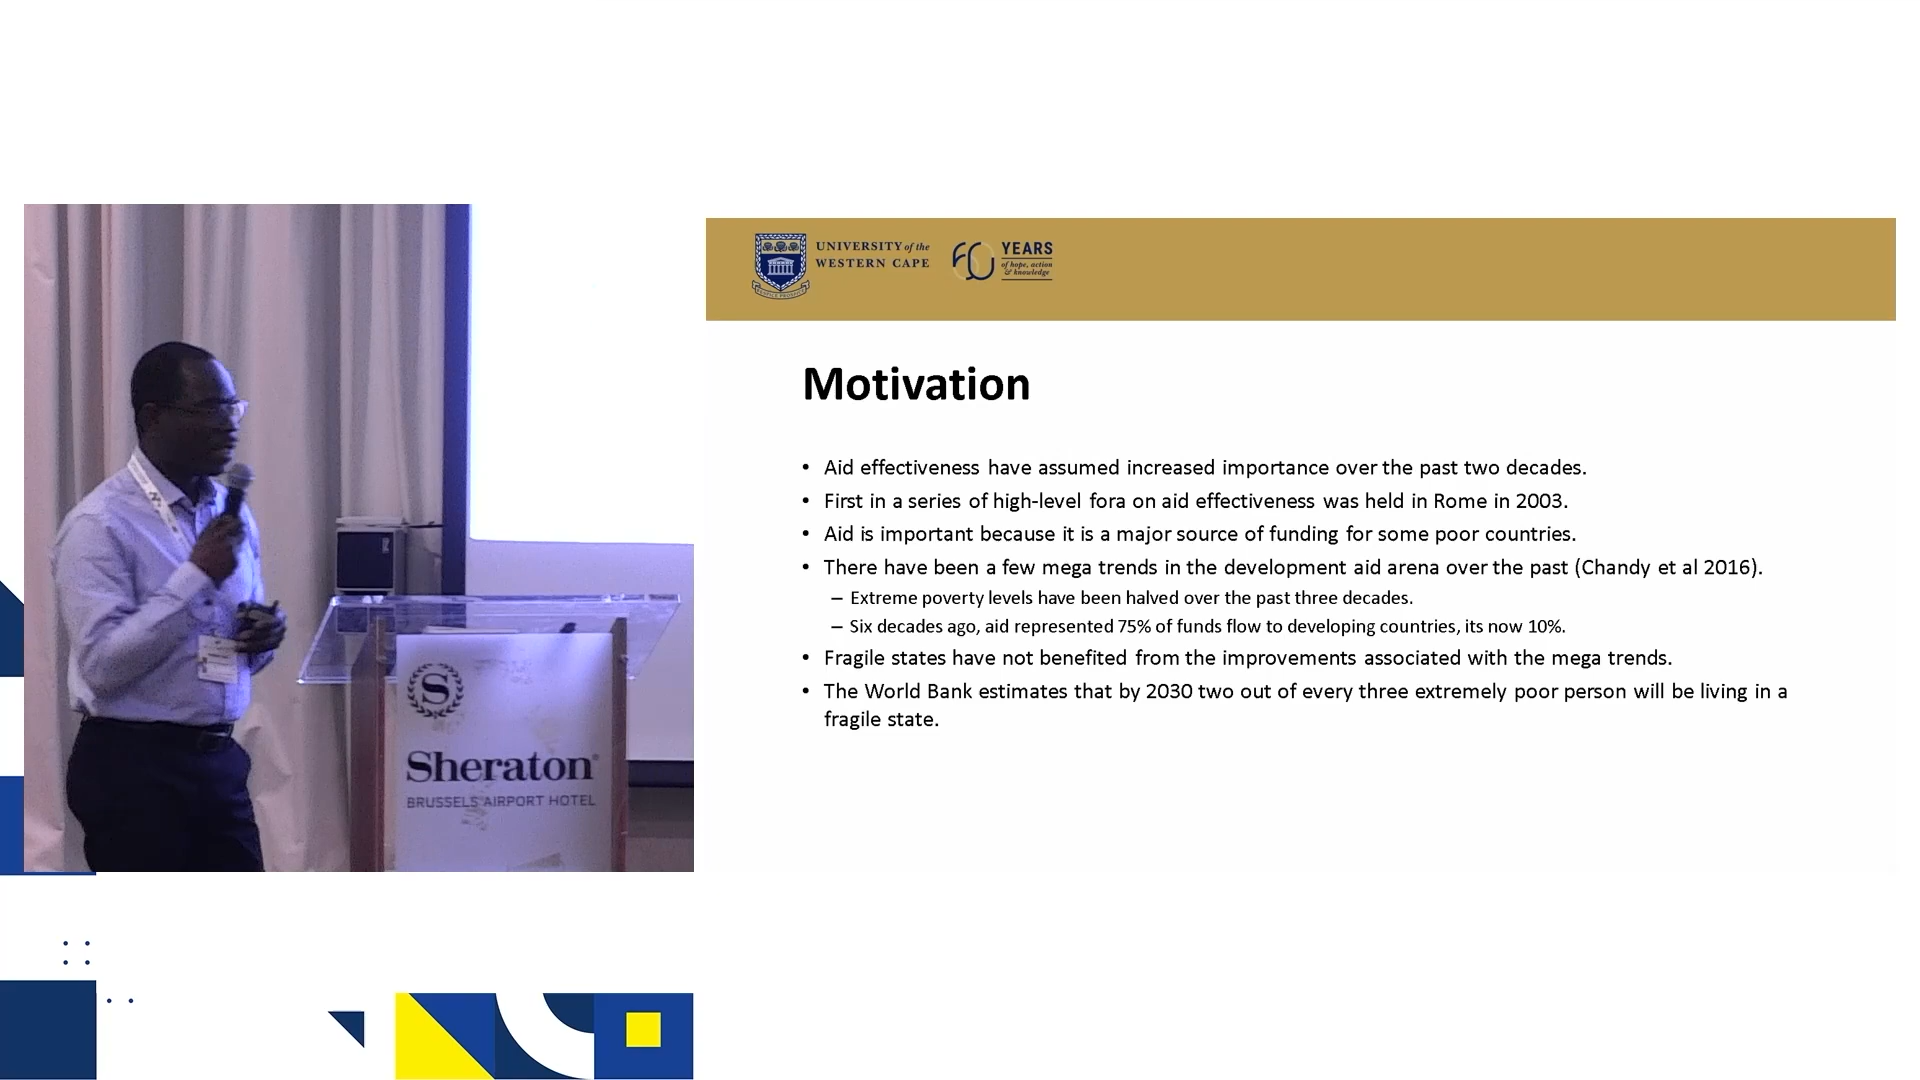 UNIVERSITY of the
WESTERN CAPE
60 YEARS
of hope, action
& knowledge
Motivation
• Aid effectiveness have assumed increased importance over the past two decades.
• First in a series of high-level fora on aid effectiveness was held in Rome in 2003.
• Aid is important because it is a major source of funding for some poor countries.
• There have been a few mega trends in the development aid arena over the past (Chandy et al 2016).
– Extreme poverty levels have been halved over the past three decades.
– Six decades ago, aid represented 75% of funds flow to developing countries, its now 10%.
• Fragile states have not benefited from the improvements associated with the mega trends.
• The World Bank estimates that by 2030 two out of every three extremely poor person will be living in a
fragile state.
S
Sheraton
BRUSSELS AIRPORT HOTEL